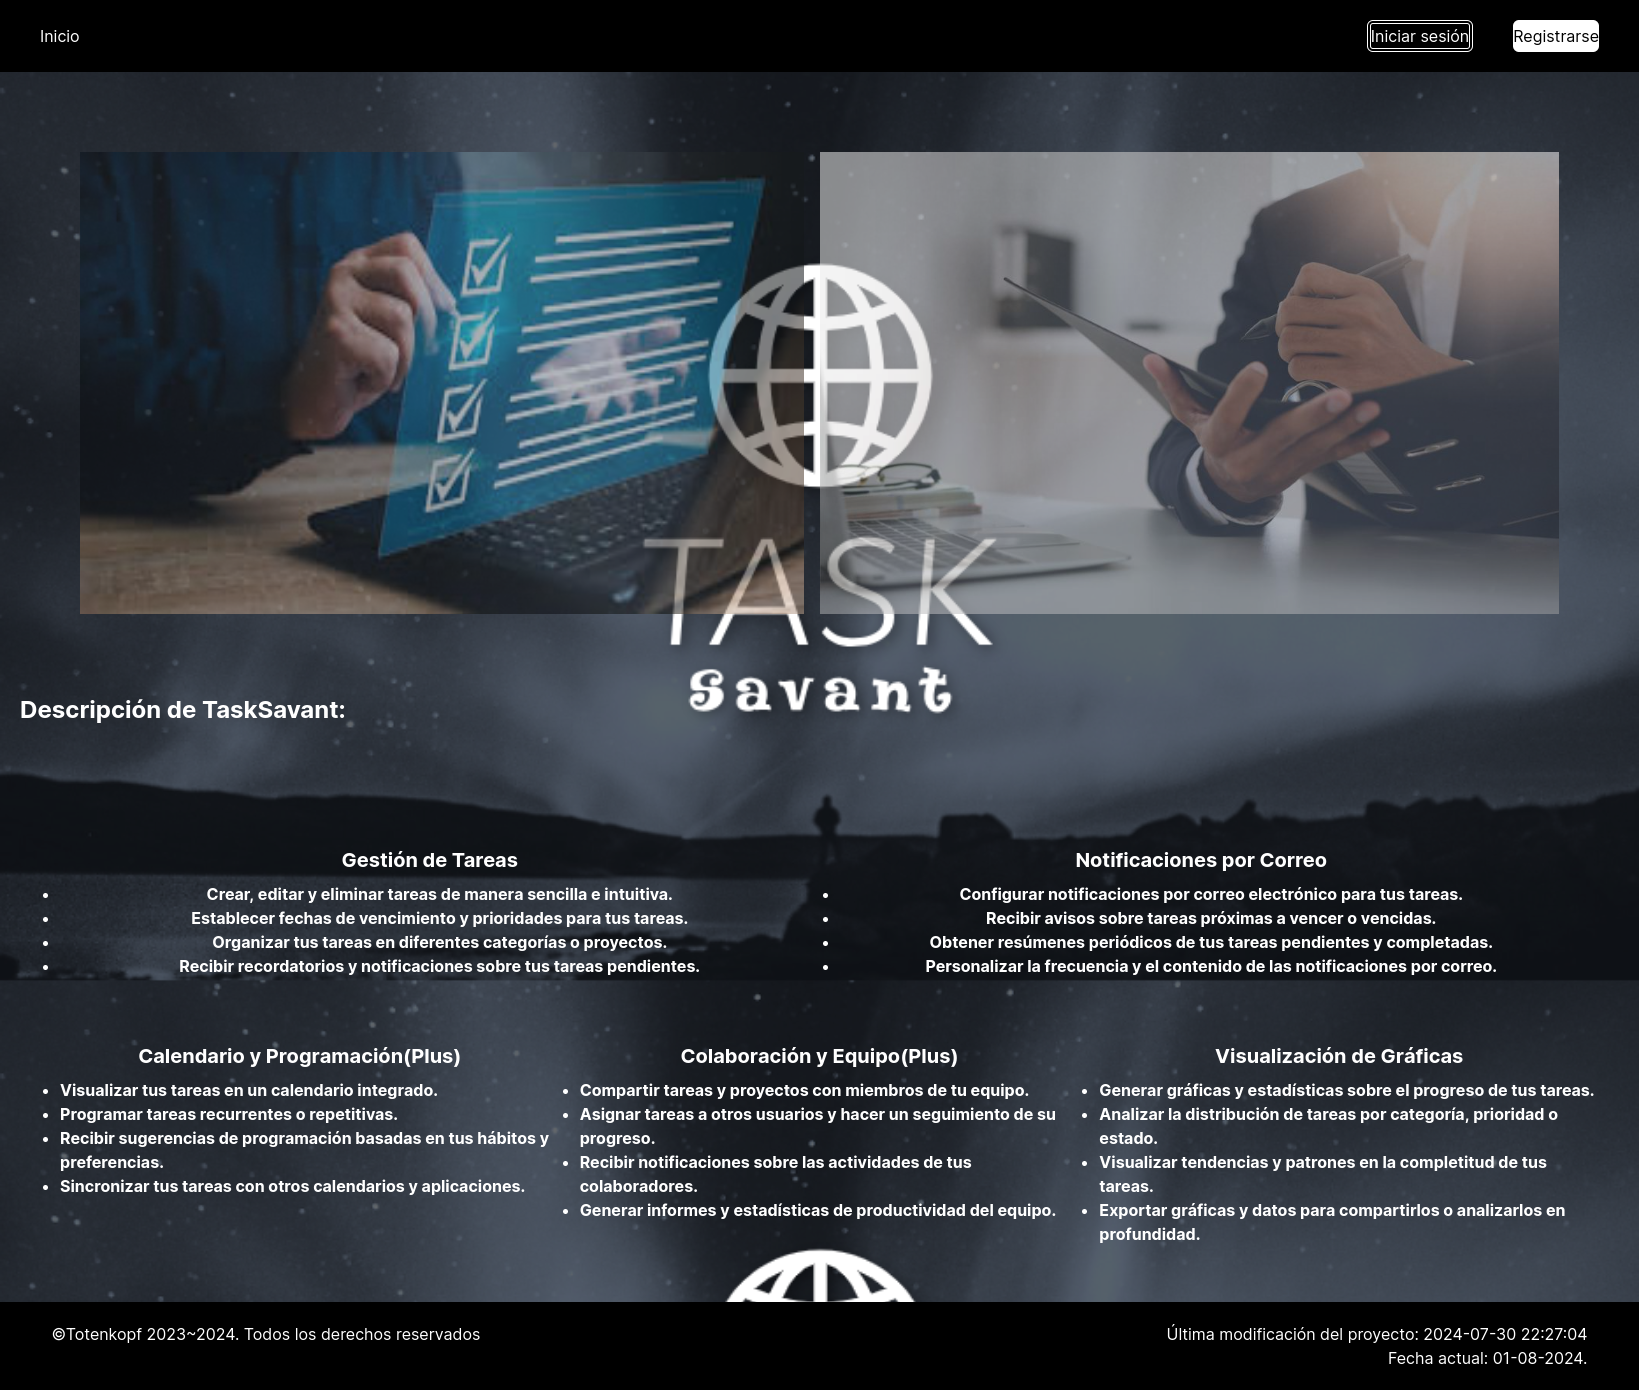 Inicio
Iniciar sesión
Registrarse
TASK
Savant
Descripción de TaskSavant:
Gestión de Tareas
• Crear, editar y eliminar tareas de manera sencilla e intuitiva.
• Establecer fechas de vencimiento y prioridades para tus tareas.
• Organizar tus tareas en diferentes categorías o proyectos.
• Recibir recordatorios y notificaciones sobre tus tareas pendientes.
Notificaciones por Correo
• Configurar notificaciones por correo electrónico para tus tareas.
• Recibir avisos sobre tareas próximas a vencer o vencidas.
• Obtener resúmenes periódicos de tus tareas pendientes y completadas.
• Personalizar la frecuencia y el contenido de las notificaciones por correo.
Calendario y Programación(Plus)
• Visualizar tus tareas en un calendario integrado.
• Programar tareas recurrentes o repetitivas.
• Recibir sugerencias de programación basadas en tus hábitos y
preferencias.
• Sincronizar tus tareas con otros calendarios y aplicaciones.
Colaboración y Equipo(Plus)
• Compartir tareas y proyectos con miembros de tu equipo.
• Asignar tareas a otros usuarios y hacer un seguimiento de su
progreso.
• Recibir notificaciones sobre las actividades de tus
colaboradores.
• Generar informes y estadísticas de productividad del equipo.
Visualización de Gráficas
• Generar gráficas y estadísticas sobre el progreso de tus tareas.
• Analizar la distribución de tareas por categoría, prioridad o
estado.
• Visualizar tendencias y patrones en la completitud de tus
tareas.
• Exportar gráficas y datos para compartirlos o analizarlos en
profundidad.
©Totenkopf 2023~2024. Todos los derechos reservados
Última modificación del proyecto: 2024-07-30 22:27:04
Fecha actual: 01-08-2024.